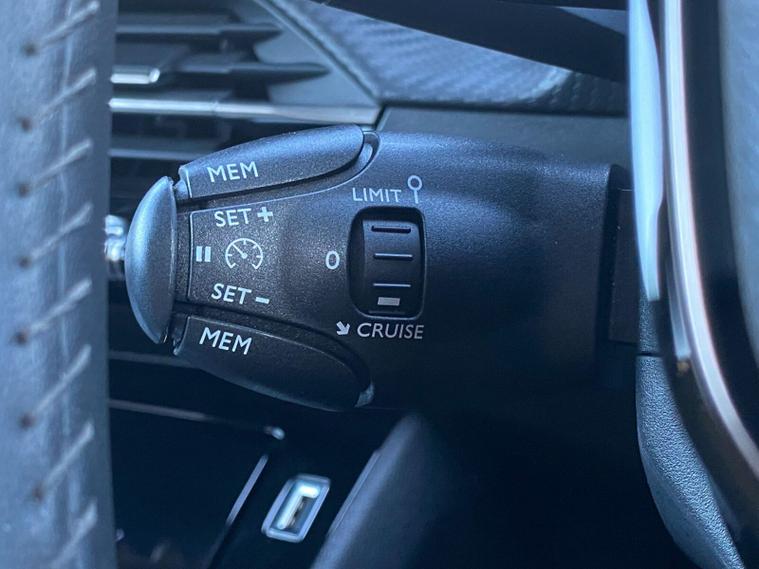 MEM
LIMIT
SET +
0
SET –
CRUISE
MEM